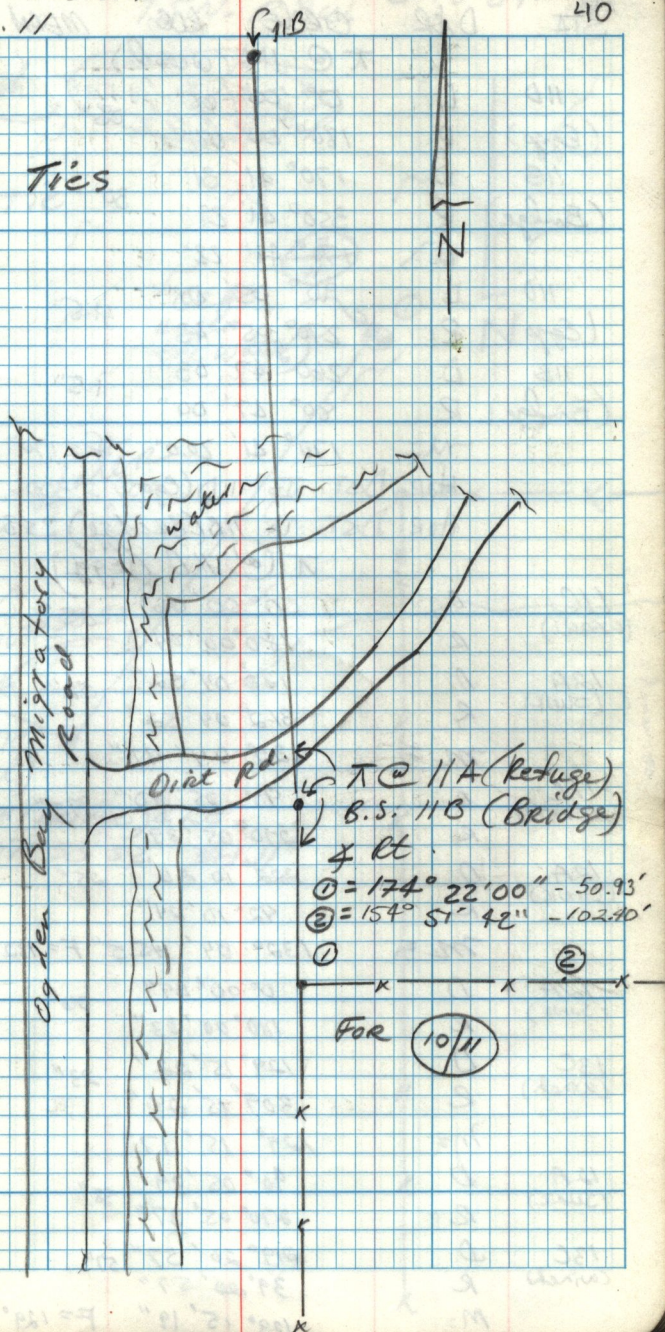 . 11
11B
40
Ties
N
water
Ogden Bay Migratory
Road
Dirt Rd.
⊼ @ 11A (Refuge)
B.S. 11B (Bridge)
∡ Rt.
① = 174° 22' 00" - 50.93'
② = 154° 51' 42" - 102.40'
①
②
For 10/11